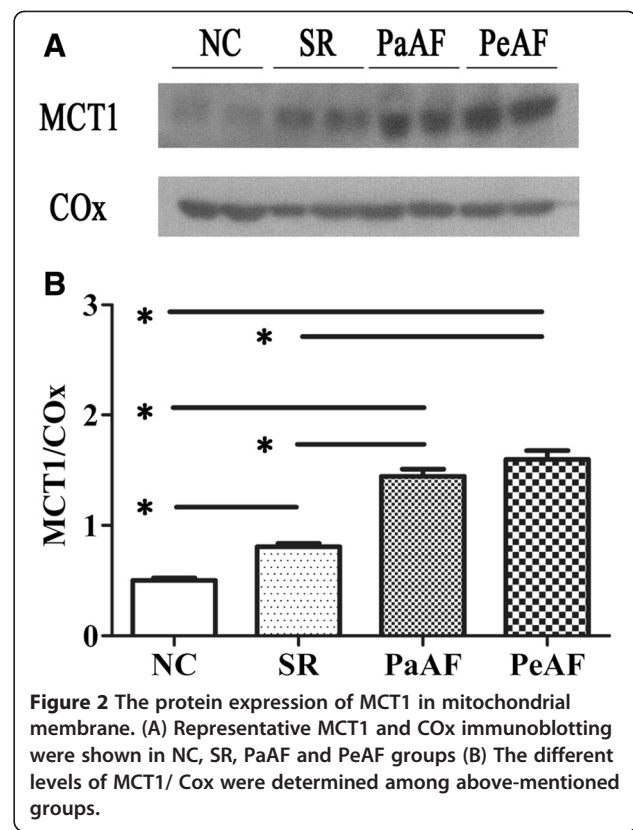 A
NC SR PaAF PeAF
MCT1
COx
B
3
2
1
0
MCT1/COx
*
*
*
*
*
NC SR PaAF PeAF
Figure 2 The protein expression of MCT1 in mitochondrial
membrane. (A) Representative MCT1 and COx immunoblotting
were shown in NC, SR, PaAF and PeAF groups (B) The different
levels of MCT1/ Cox were determined among above-mentioned
groups.